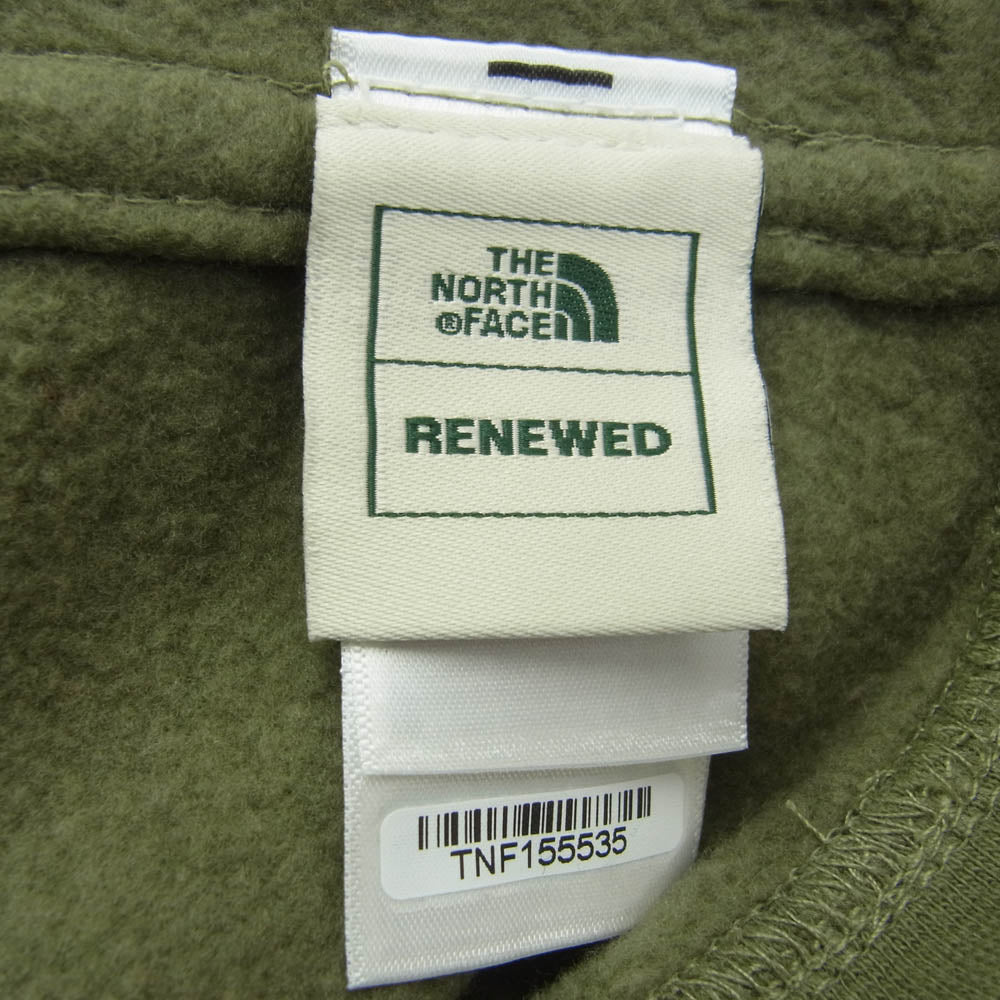 THE
NORTH
®FACE
RENEWED
TNF155535